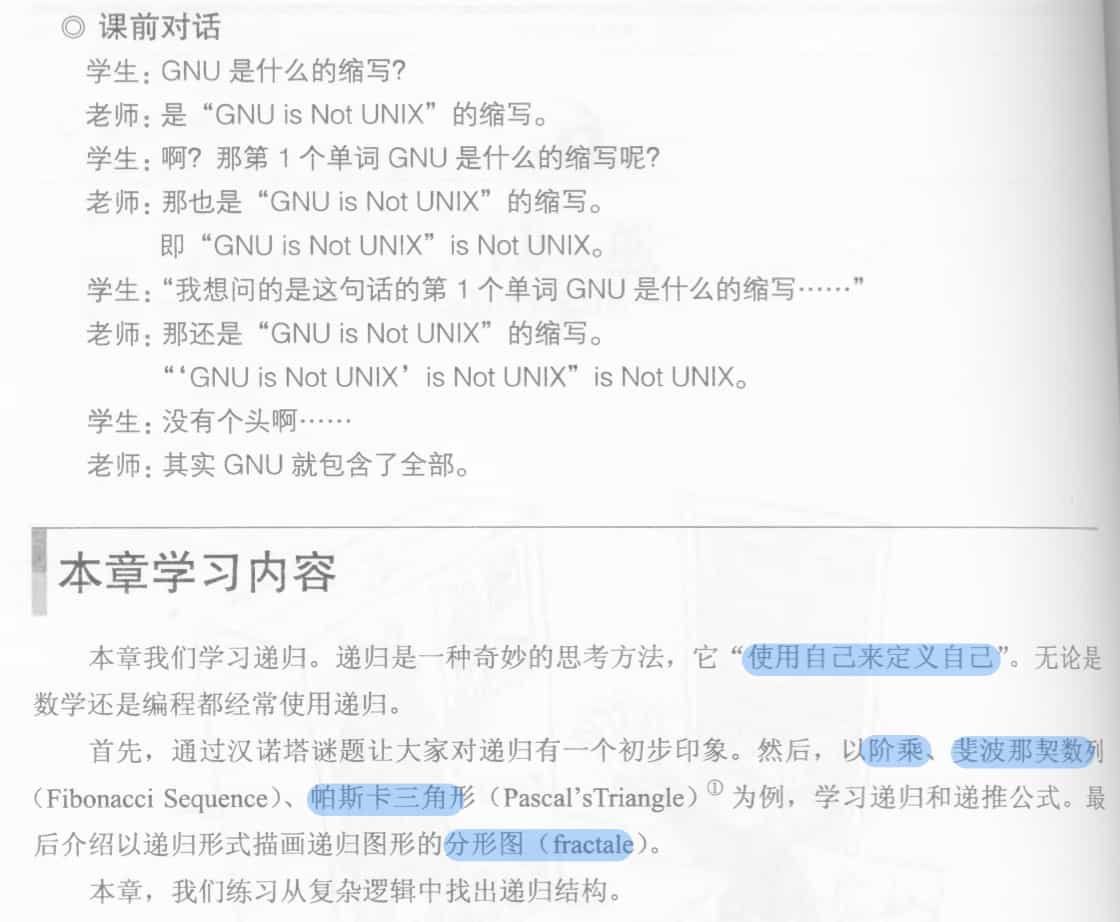 ◎ 课前对话
学生：GNU 是什么的缩写？
老师：是“GNU is Not UNIX”的缩写。
学生：啊？那第 1 个单词 GNU 是什么的缩写呢？
老师：那也是“GNU is Not UNIX”的缩写。
即“GNU is Not UNIX”is Not UNIX。
学生：“我想问的是这句话的第 1 个单词 GNU 是什么的缩写……”
老师：那还是“GNU is Not UNIX”的缩写。
“‘GNU is Not UNIX’is Not UNIX”is Not UNIX。
学生：没有个头啊……
老师：其实 GNU 就包含了全部。
本章学习内容
本章我们学习递归。递归是一种奇妙的思考方法，它“使用自己来定义自己”。无论是
数学还是编程都经常使用递归。
首先，通过汉诺塔谜题让大家对递归有一个初步印象。然后，以阶乘、斐波那契数列
（Fibonacci Sequence）、帕斯卡三角形（Pascal'sTriangle）① 为例，学习递归和递推公式。最
后介绍以递归形式描画递归图形的分形图（fractale）。
本章，我们练习从复杂逻辑中找出递归结构。